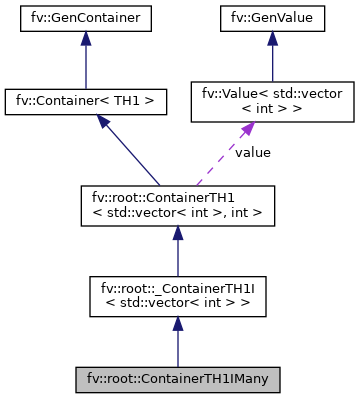 fv::GenContainer
fv::GenValue
fv::Container< TH1 >
fv::Value< std::vector
< int > >
value
fv::root::ContainerTH1
< std::vector< int >, int >
fv::root::_ContainerTH1I
< std::vector< int > >
fv::root::ContainerTH1IMany